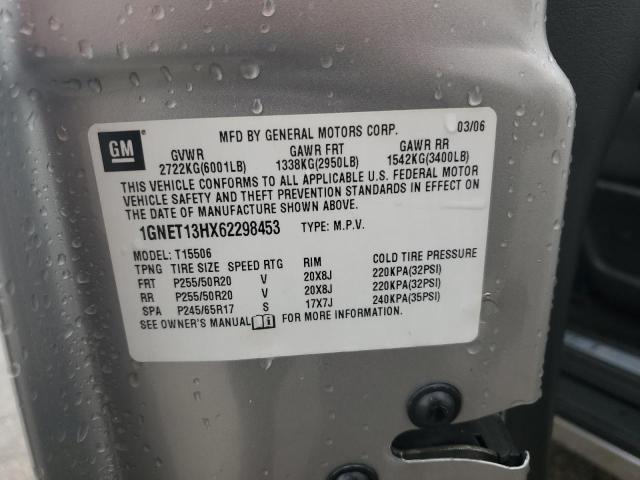 GM
MFD BY GENERAL MOTORS CORP. 03/06
GVWR GAWR FRT GAWR RR
2722KG(6001LB) 1338KG(2950LB) 1542KG(3400LB)
THIS VEHICLE CONFORMS TO ALL APPLICABLE U.S. FEDERAL MOTOR
VEHICLE SAFETY AND THEFT PREVENTION STANDARDS IN EFFECT ON
THE DATE OF MANUFACTURE SHOWN ABOVE.
1GNET13HX62298453 TYPE: M.P.V.
MODEL: T15506
TPNG TIRE SIZE SPEED RTG RIM COLD TIRE PRESSURE
FRT P255/50R20 V 20X8J 220KPA(32PSI)
RR P255/50R20 V 20X8J 220KPA(32PSI)
SPA P245/65R17 S 17X7J 240KPA(35PSI)
SEE OWNER'S MANUAL FOR MORE INFORMATION.